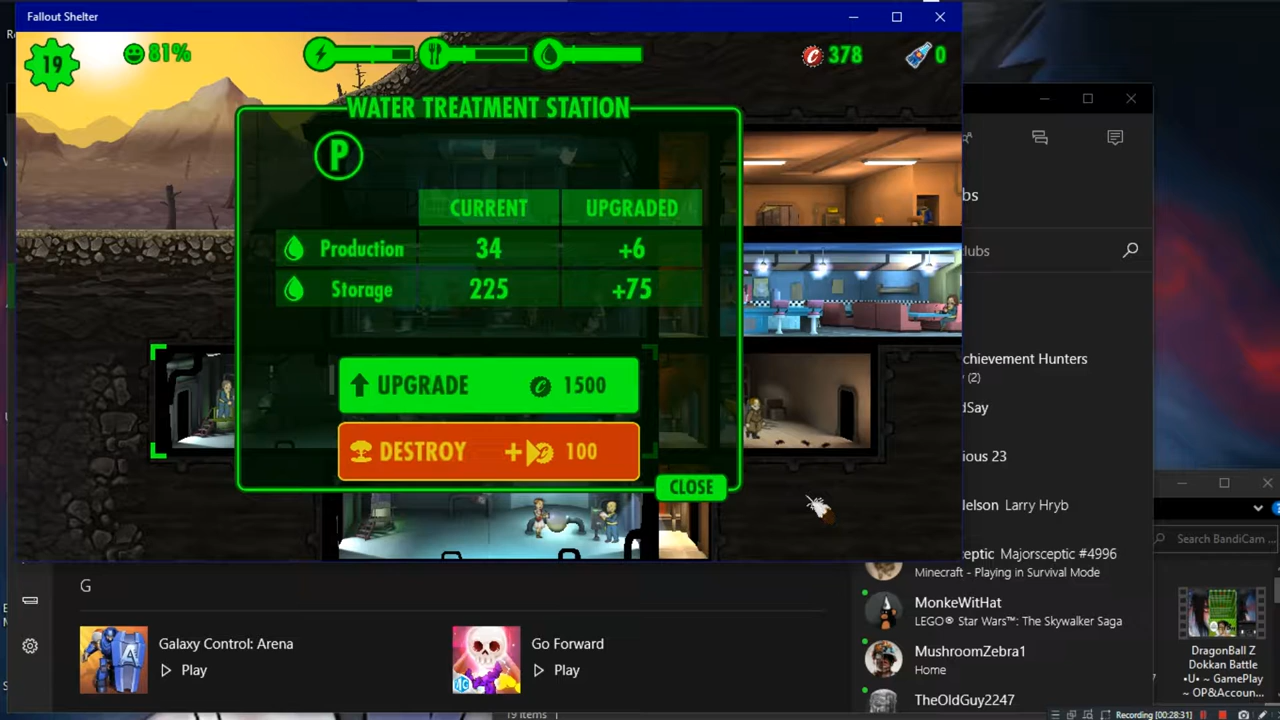 Fallout Shelter
19
81%
378
0
WATER TREATMENT STATION
P
CURRENT UPGRADED
Production 34 +6
Storage 225 +75
UPGRADE 1500
DESTROY + 100
CLOSE
bs
lubs
chievement Hunters
(2)
dSay
ious 23
lelson Larry Hryb
eptic Majorsceptic #4996
Minecraft - Playing in Survival Mode
MonkeWitHat
LEGO® Star Wars™: The Skywalker Saga
MushroomZebra1
Home
TheOldGuy2247
G
Galaxy Control: Arena
Play
Go Forward
Play
Search BandiCam ...
DragonBall Z
Dokkan Battle
•U• ~ GamePlay
~ OP&Accoun...
19 items
Recording [00:28:31]